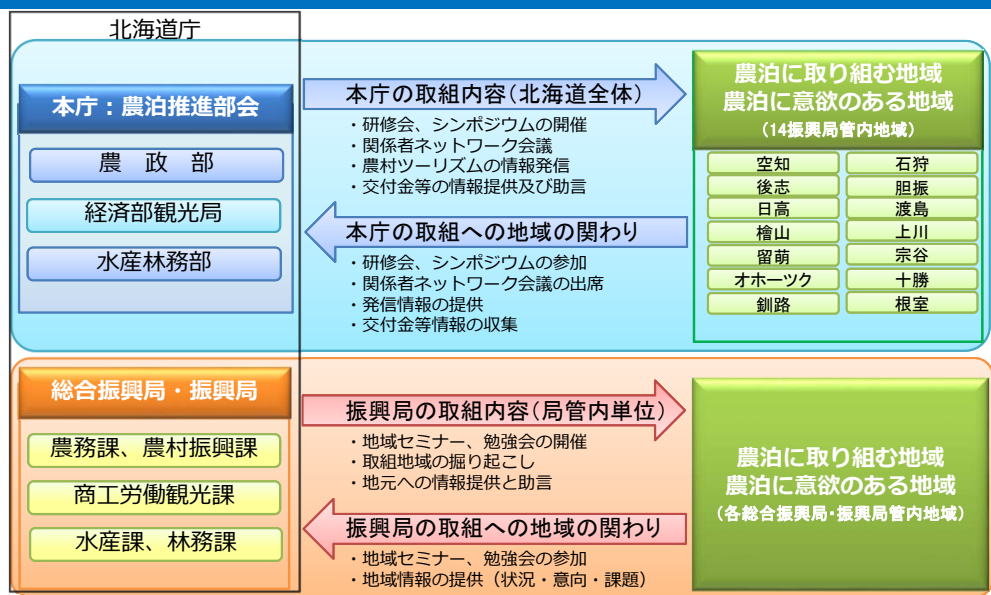 北海道庁
本庁：農泊推進部会
農　政　部
経済部観光局
水産林務部
本庁の取組内容（北海道全体）
・研修会、シンポジウムの開催
・関係者ネットワーク会議
・農村ツーリズムの情報発信
・交付金等の情報提供及び助言
本庁の取組への地域の関わり
・研修会、シンポジウムの参加
・関係者ネットワーク会議の出席
・発信情報の提供
・交付金等情報の収集
農泊に取り組む地域
農泊に意欲のある地域
（14振興局管内地域）
空知
石狩
後志
胆振
日高
渡島
檜山
上川
留萌
宗谷
オホーツク
十勝
釧路
根室
総合振興局・振興局
農務課、農村振興課
商工労働観光課
水産課、林務課
振興局の取組内容（局管内単位）
・地域セミナー、勉強会の開催
・取組地域の掘り起こし
・地元への情報提供と助言
振興局の取組への地域の関わり
・地域セミナー、勉強会の参加
・地域情報の提供（状況・意向・課題）
農泊に取り組む地域
農泊に意欲のある地域
（各総合振興局・振興局管内地域）